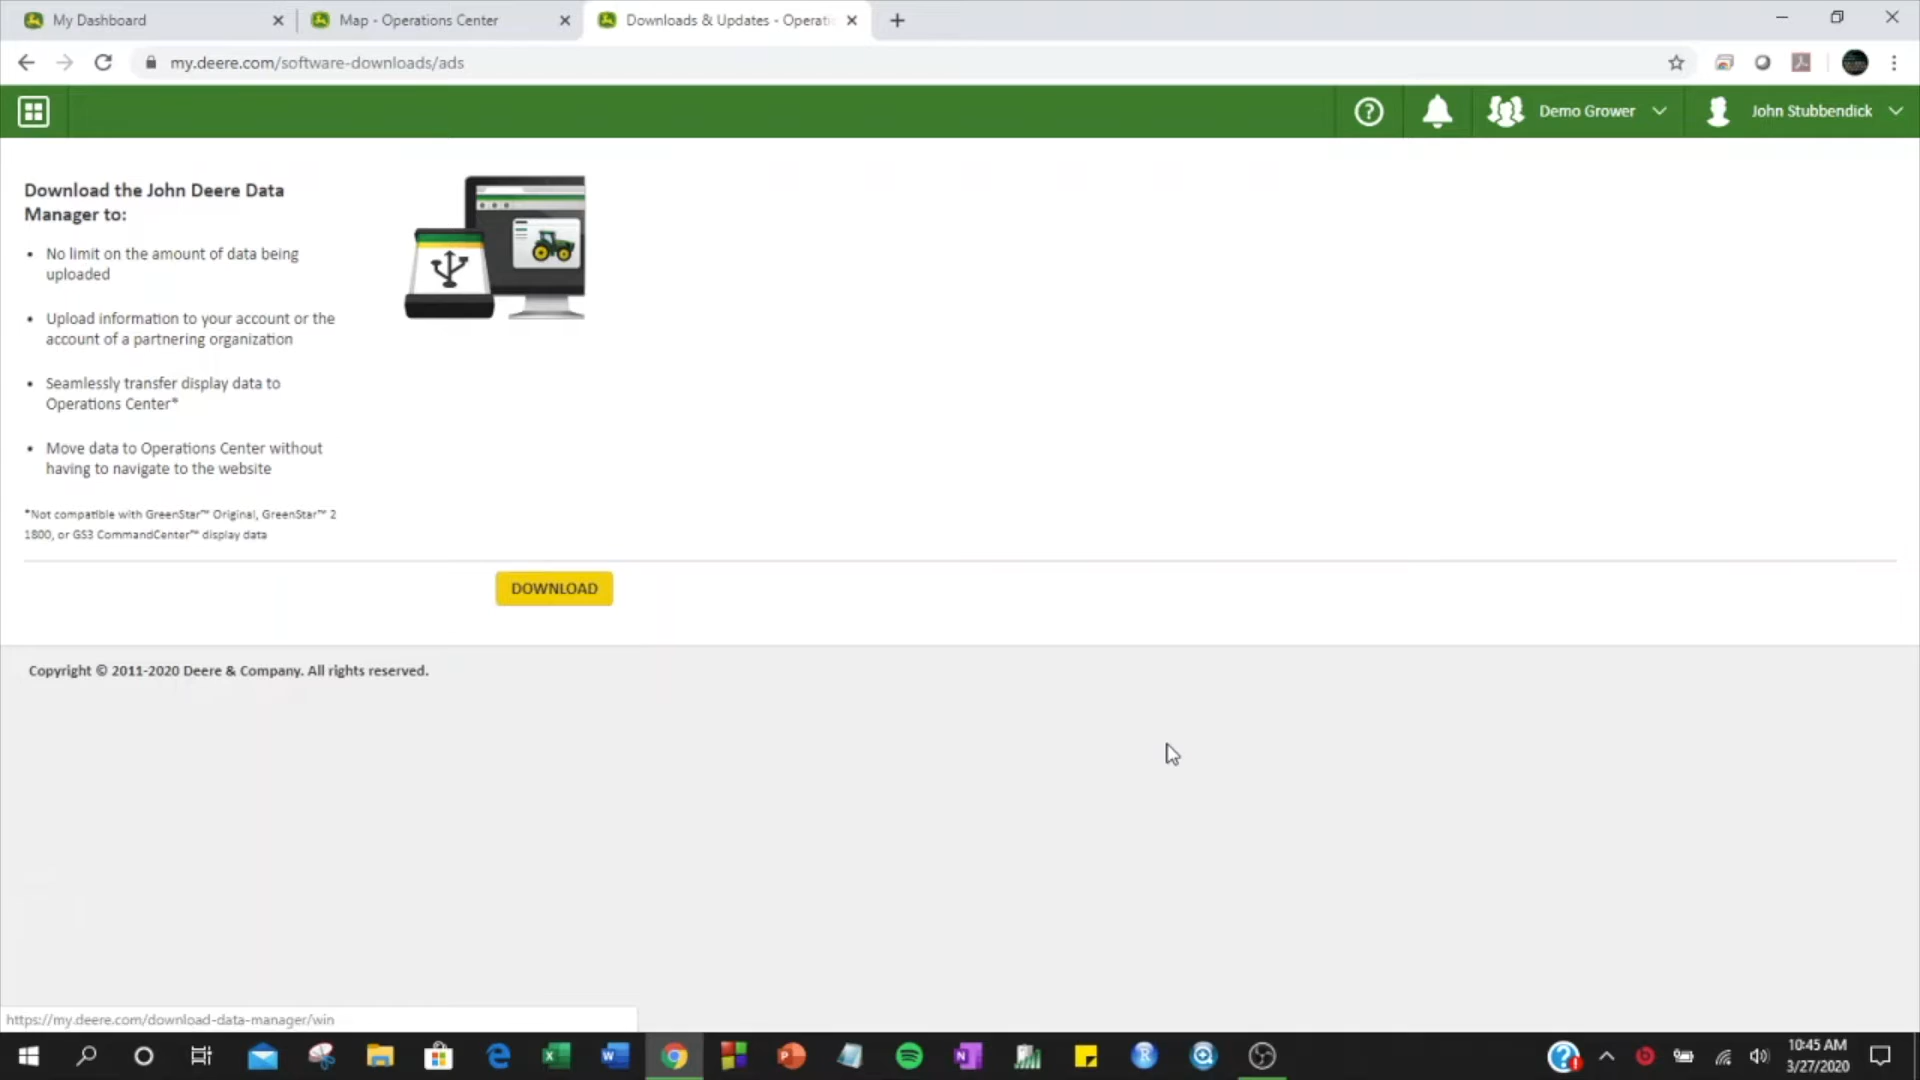 My Dashboard
Map - Operations Center
Downloads & Updates - Operati
my.deere.com/software-downloads/ads
Demo Grower
John Stubbendick
Download the John Deere Data
Manager to:
• No limit on the amount of data being
uploaded
• Upload information to your account or the
account of a partnering organization
• Seamlessly transfer display data to
Operations Center*
• Move data to Operations Center without
having to navigate to the website
*Not compatible with GreenStar™ Original, GreenStar™ 2
1800, or GS3 CommandCenter™ display data
DOWNLOAD
Copyright © 2011-2020 Deere & Company. All rights reserved.
https://my.deere.com/download-data-manager/win
10:45 AM
3/27/2020